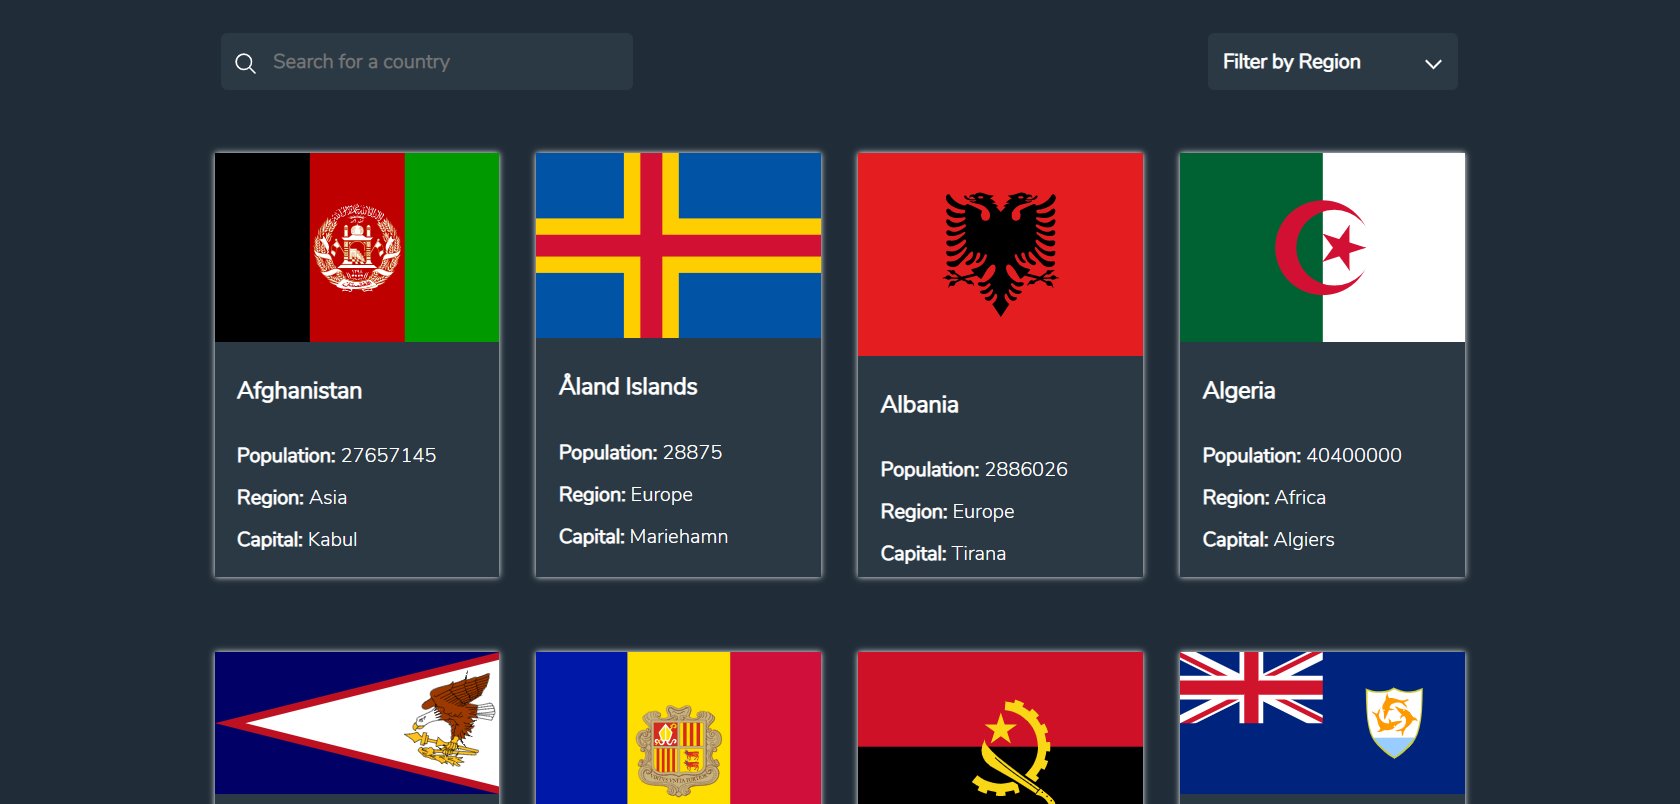 Search for a country
Filter by Region
Afghanistan
Population: 27657145
Region: Asia
Capital: Kabul
Åland Islands
Population: 28875
Region: Europe
Capital: Mariehamn
Albania
Population: 2886026
Region: Europe
Capital: Tirana
Algeria
Population: 40400000
Region: Africa
Capital: Algiers